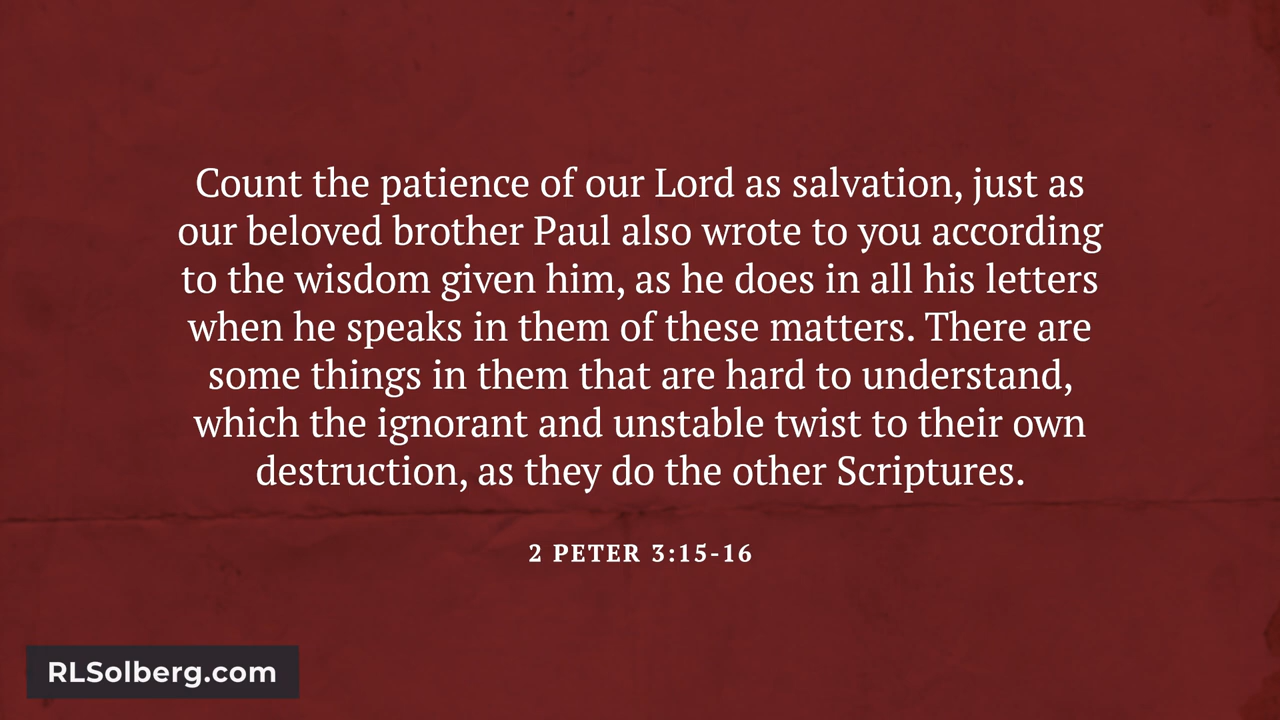 Count the patience of our Lord as salvation, just as
our beloved brother Paul also wrote to you according
to the wisdom given him, as he does in all his letters
when he speaks in them of these matters. There are
some things in them that are hard to understand,
which the ignorant and unstable twist to their own
destruction, as they do the other Scriptures.
2 PETER 3:15-16
RLSolberg.com